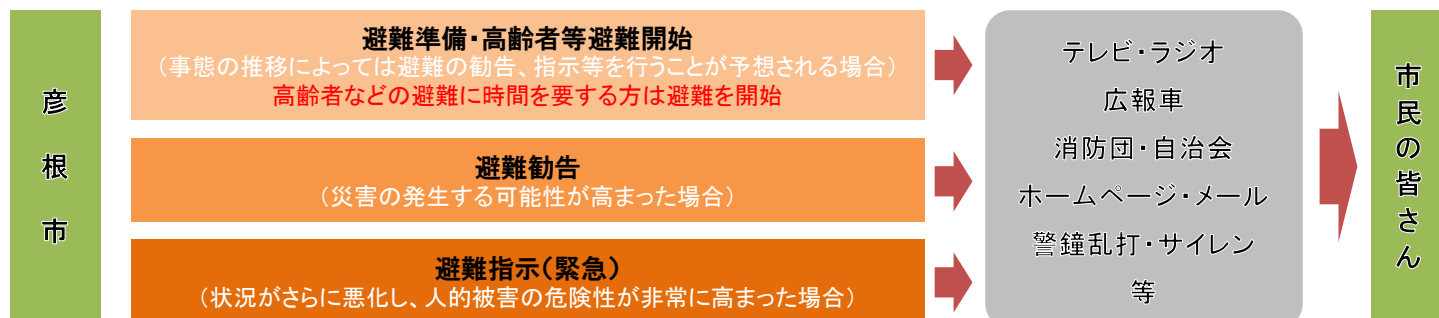 彦根市
避難準備・高齢者等避難開始
（事態の推移によっては避難の勧告、指示等を行うことが予想される場合）
高齢者などの避難に時間を要する方は避難を開始
避難勧告
（災害の発生する可能性が高まった場合）
避難指示（緊急）
（状況がさらに悪化し、人的被害の危険性が非常に高まった場合）
テレビ・ラジオ
広報車
消防団・自治会
ホームページ・メール
警鐘乱打・サイレン
等
市民の皆さん